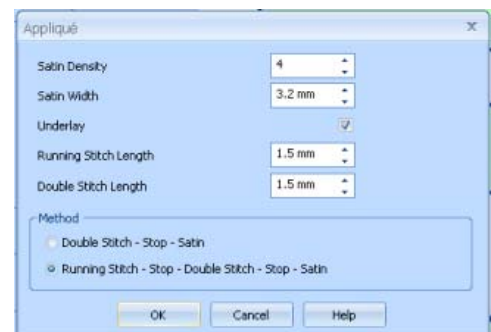 Appliqué x
Satin Density 4
Satin Width 3.2 mm
Underlay
Running Stitch Length 1.5 mm
Double Stitch Length 1.5 mm
Method
Double Stitch - Stop - Satin
Running Stitch - Stop - Double Stitch - Stop - Satin
OK Cancel Help